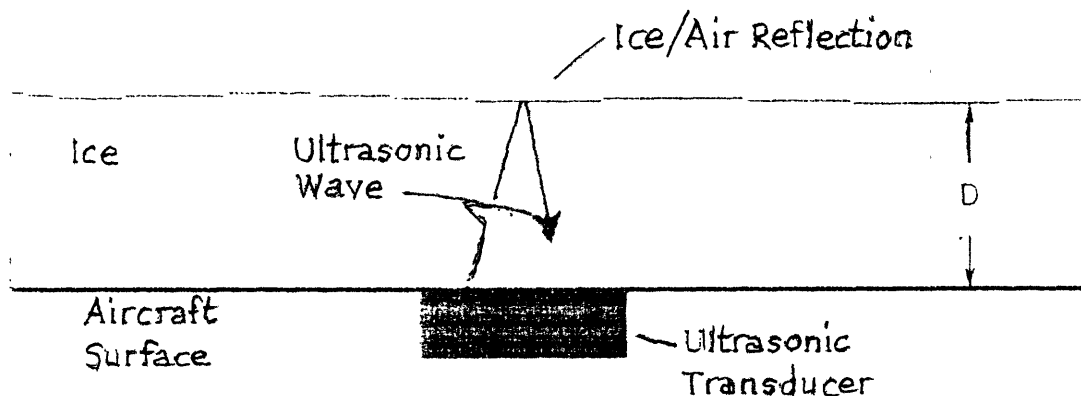 Ice/Air Reflection
Ice
Ultrasonic
Wave
D
Aircraft
Surface
Ultrasonic
Transducer